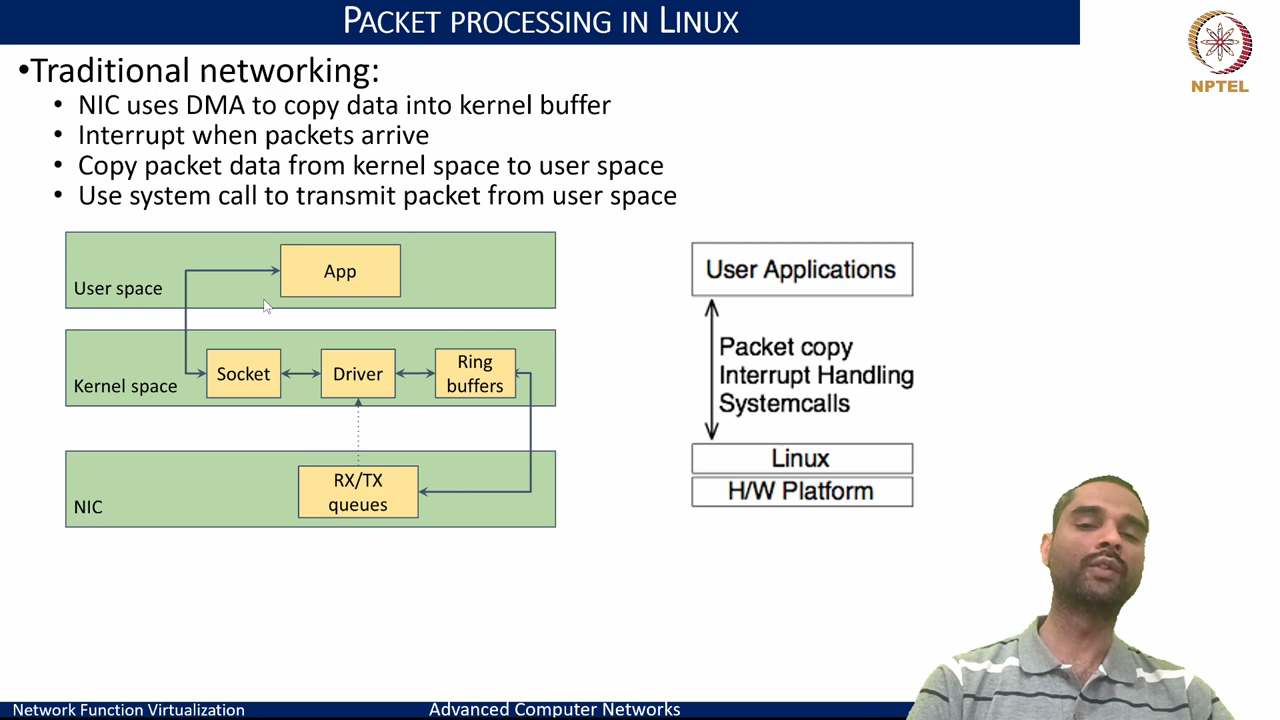 PACKET PROCESSING IN LINUX
NPTEL
•Traditional networking:
• NIC uses DMA to copy data into kernel buffer
• Interrupt when packets arrive
• Copy packet data from kernel space to user space
• Use system call to transmit packet from user space
App
User space
Socket
Driver
Ring
buffers
Kernel space
RX/TX
queues
NIC
User Applications
Packet copy
Interrupt Handling
Systemcalls
Linux
H/W Platform
Network Function Virtualization
Advanced Computer Networks